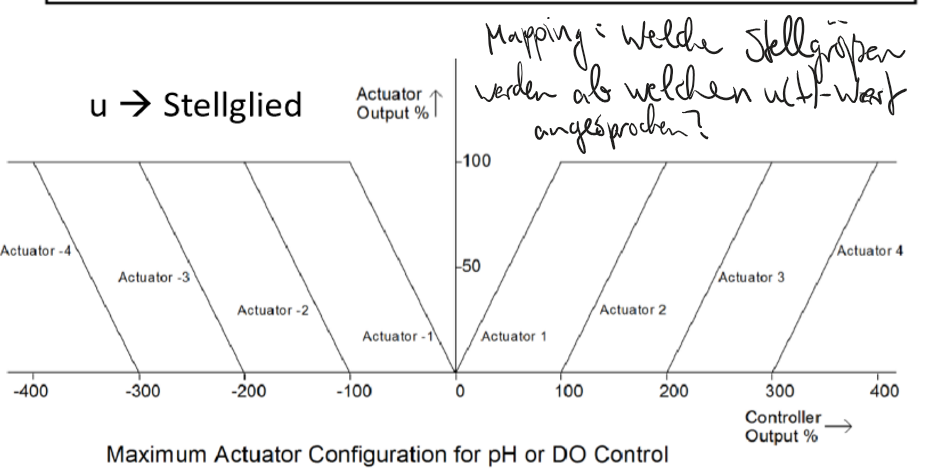 Mapping: Welche Stellgrößen
werden ab welchen u(t)-Wert
angesprochen?
u → Stellglied
Actuator ↑
Output %
100
50
Actuator -4
Actuator -3
Actuator -2
Actuator -1
Actuator 1
Actuator 2
Actuator 3
Actuator 4
-400 -300 -200 -100 0 100 200 300 400
Controller →
Output %
Maximum Actuator Configuration for pH or DO Control